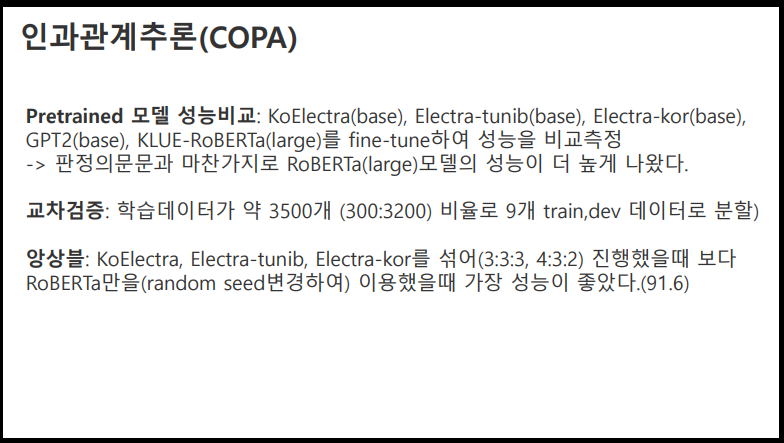 인과관계추론(COPA)
Pretrained 모델 성능비교: KoElectra(base), Electra-tunib(base), Electra-kor(base),
GPT2(base), KLUE-RoBERTa(large)를 fine-tune하여 성능을 비교측정
-> 판정의문문과 마찬가지로 RoBERTa(large)모델의 성능이 더 높게 나왔다.
교차검증: 학습데이터가 약 3500개 (300:3200) 비율로 9개 train,dev 데이터로 분할)
앙상블: KoElectra, Electra-tunib, Electra-kor를 섞어(3:3:3, 4:3:2) 진행했을때 보다
RoBERTa만을(random seed변경하여) 이용했을때 가장 성능이 좋았다.(91.6)